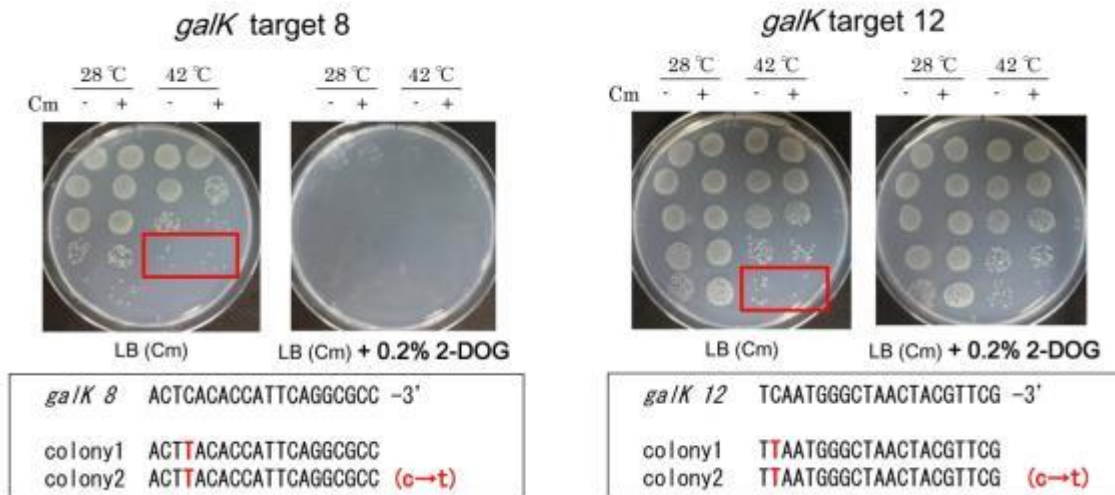 galK target 8
28 ℃ 42 ℃ 28 ℃ 42 ℃
Cm - + - + - + - +
LB (Cm) LB (Cm) + 0.2% 2-DOG
galK 8 ACTCACACCATTCAGGCGCC -3'
colony1 ACTTACACCATTCAGGCGCC
colony2 ACTTACACCATTCAGGCGCC (c→t)
galK target 12
28 ℃ 42 ℃ 28 ℃ 42 ℃
Cm - + - + - + - +
LB (Cm) LB (Cm) + 0.2% 2-DOG
galK 12 TCAATGGGCTAACTACGTTCG -3'
colony1 TTAATGGGCTAACTACGTTCG
colony2 TTAATGGGCTAACTACGTTCG (c→t)